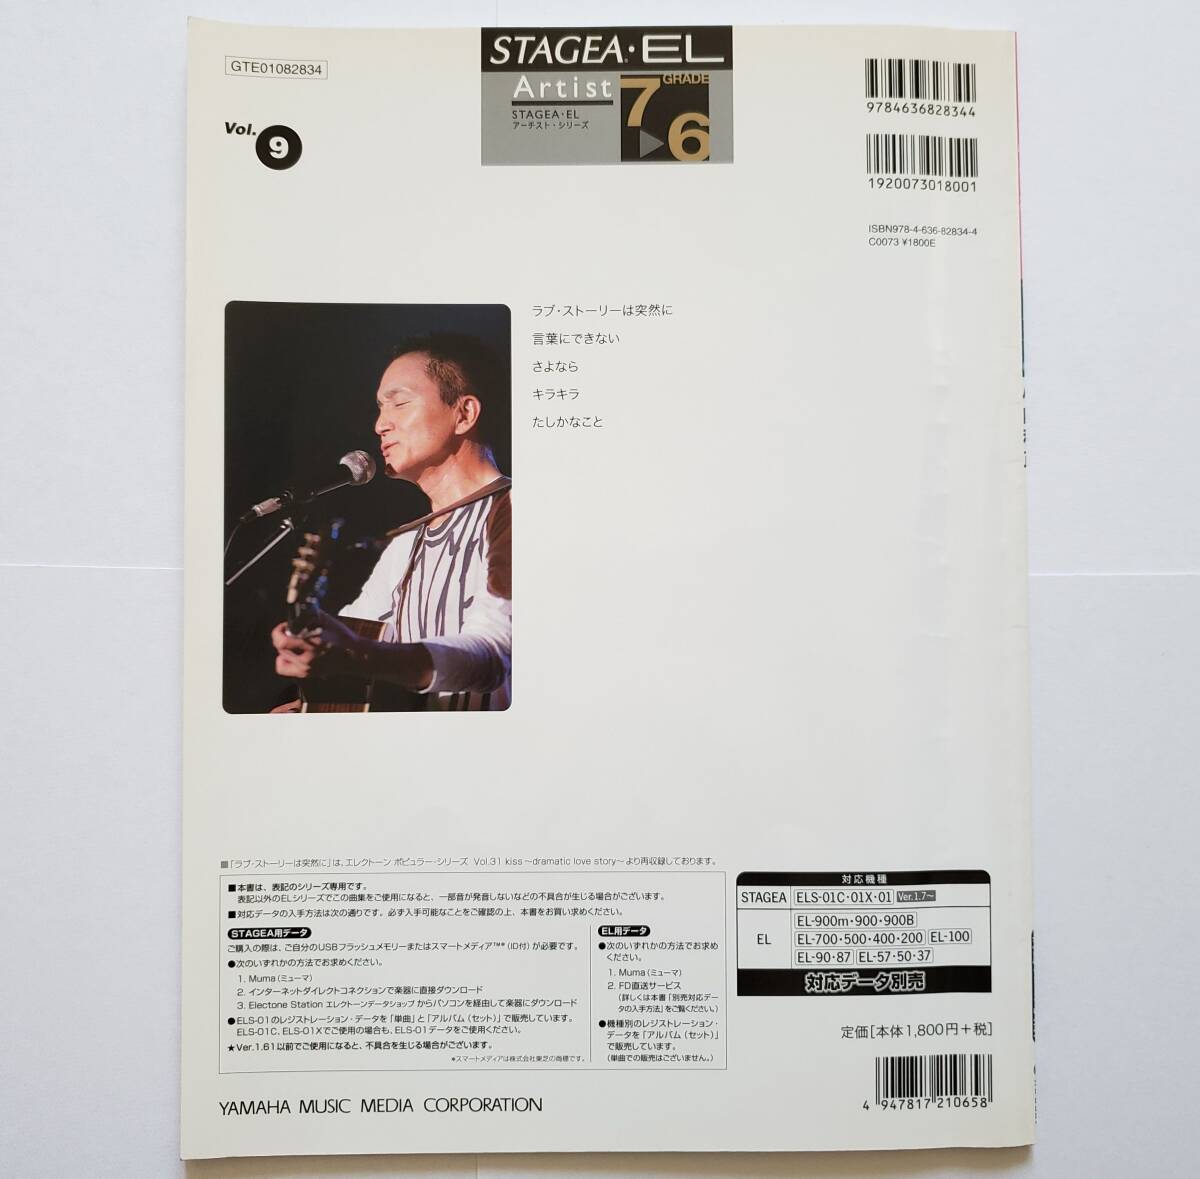 GTE01082834
Vol. 9
STAGEA・EL
Artist
STAGEA・EL
アーチスト・シリーズ
GRADE
7▶6
9784636828344
1920073018001
ISBN978-4-636-82834-4
C0073 ¥1800E
ラブ・ストーリーは突然に
言葉にできない
さよなら
キラキラ
たしかなこと
■「ラブ・ストーリーは突然に」は、エレクトーン ポピュラー・シリーズ Vol.31 kiss ～dramatic love story～より再収録しております。
■本書は、表記のシリーズ専用です。
表記以外のELシリーズでこの曲集をご使用になると、一部音が発音しないなどの不具合が生じる場合がございます。
■対応データの入手方法は次の通りです。必ず入手可能なことをご確認の上、本書をお買い求めください。
STAGEA用データ
ご購入の際は、ご自分のUSBフラッシュメモリーまたはスマートメディア™*(ID付)が必要です。
●次のいずれかの方法でお求めください。
1. Muma(ミューマ)
2. インターネットダイレクトコネクションで楽器に直接ダウンロード
3. Electone Station エレクトーンデータショップ からパソコンを経由して楽器にダウンロード
●ELS-01のレジストレーション・データを「単曲」と「アルバム(セット)」で販売しています。
ELS-01C、ELS-01Xでご使用の場合も、ELS-01データをご使用ください。
★Ver.1.61以前でご使用になると、不具合を生じる場合がございます。
*スマートメディアは株式会社東芝の商標です。
EL用データ
●次のいずれかの方法でお求めください。
1. Muma(ミューマ)
2. FD直送サービス
(詳しくは本書「別売対応データの入手方法」をご覧ください。)
●機種別のレジストレーション・データを「アルバム(セット)」で販売しています。
(単曲での販売はございません。)
対応機種
STAGEA ELS-01C・01X・01 Ver.1.7～
EL
EL-900m・900・900B
EL-700・500・400・200 EL-100
EL-90・87 EL-57・50・37
対応データ別売
定価[本体1,800円+税]
4 947817 210658
YAMAHA MUSIC MEDIA CORPORATION